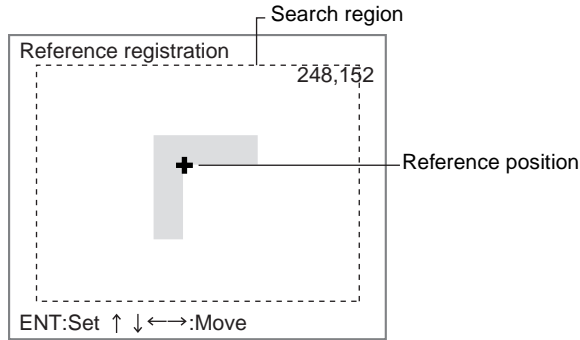 Search region
Reference registration
248,152
Reference position
ENT:Set ↑ ↓ ←→:Move